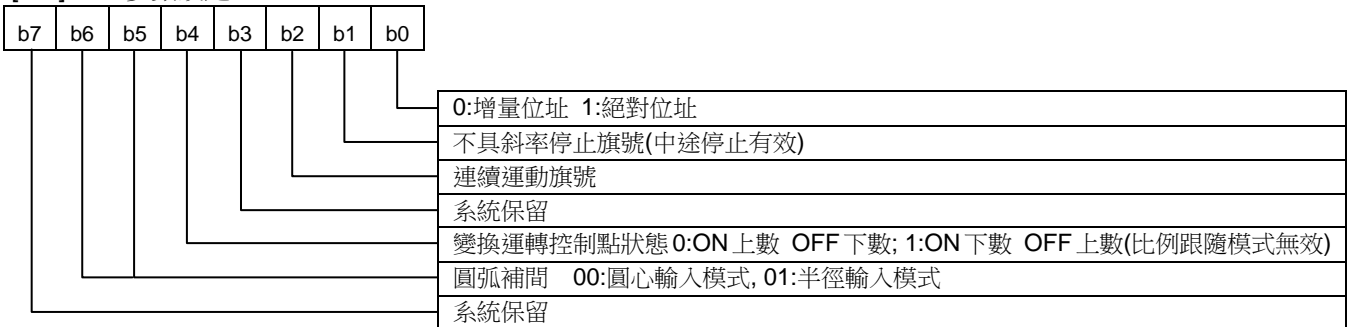 b7 b6 b5 b4 b3 b2 b1 b0
0:增量位址 1:絕對位址
不具斜率停止旗號(中途停止有效)
連續運動旗號
系統保留
變換運轉控制點狀態 0:ON 上數 OFF 下數; 1:ON 下數 OFF 上數(比例跟隨模式無效)
圓弧補間 00:圓心輸入模式, 01:半徑輸入模式
系統保留